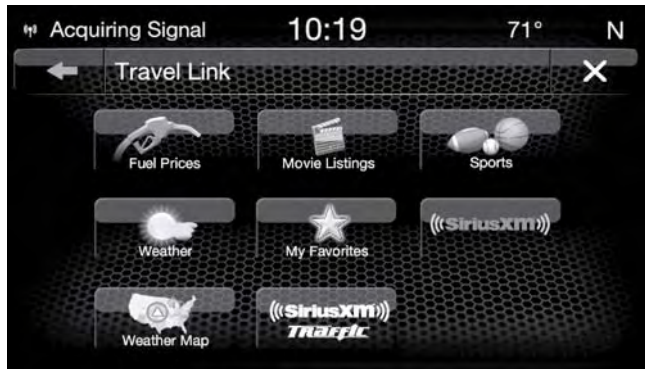 Acquiring Signal 10:19 71° N
Travel Link
Fuel Prices Movie Listings Sports
Weather My Favorites ((SiriusXM))
Weather Map ((SiriusXM))
Traffic